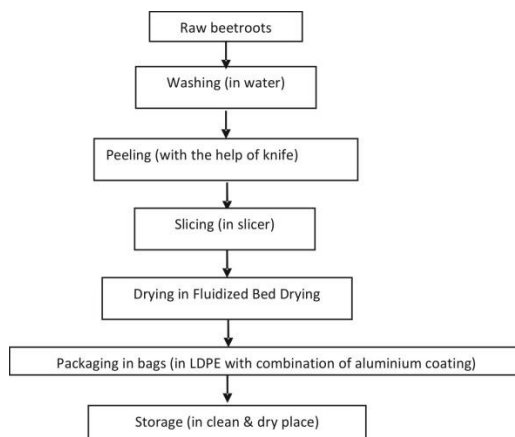 Raw beetroots
Washing (in water)
Peeling (with the help of knife)
Slicing (in slicer)
Drying in Fluidized Bed Drying
Packaging in bags (in LDPE with combination of aluminium coating)
Storage (in clean & dry place)